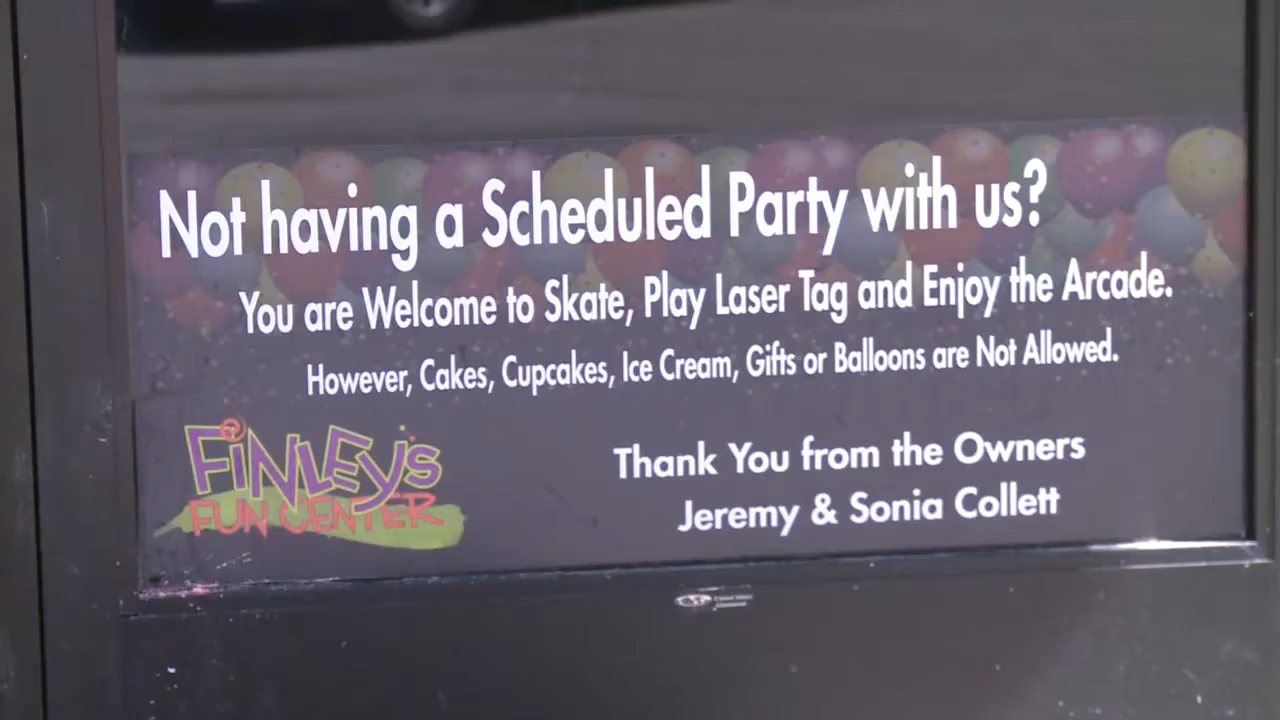 Not having a Scheduled Party with us?
You are Welcome to Skate, Play Laser Tag and Enjoy the Arcade.
However, Cakes, Cupcakes, Ice Cream, Gifts or Balloons are Not Allowed.
FiNLEy's
FUN CENTER
Thank You from the Owners
Jeremy & Sonia Collett